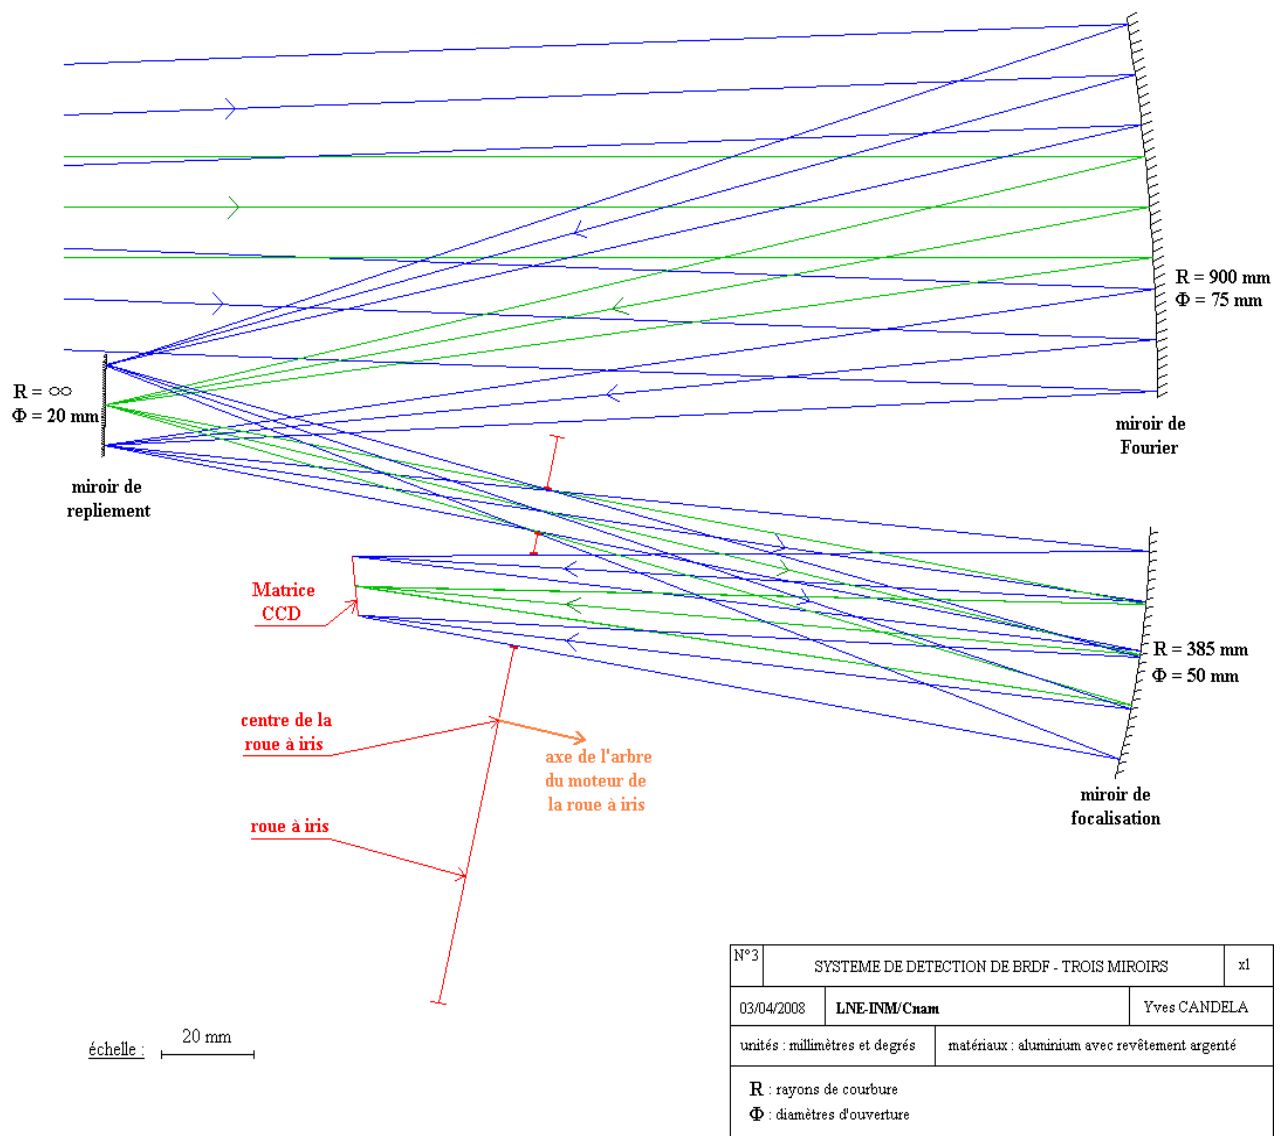 R = 900 mm
Φ = 75 mm
R = ∞
Φ = 20 mm
miroir de
Fourier
miroir de
repliement
Matrice
CCD
R = 385 mm
Φ = 50 mm
centre de la
roue à iris
axe de l'arbre
du moteur de
la roue à iris
miroir de
focalisation
roue à iris
échelle :
20 mm
N°3
SYSTEME DE DETECTION DE BRDF - TROIS MIROIRS
x1
03/04/2008
LNE-INM/Cnam
Yves CANDELA
unités : millimètres et degrés
matériaux : aluminium avec revêtement argenté
R : rayons de courbure
Φ : diamètres d'ouverture